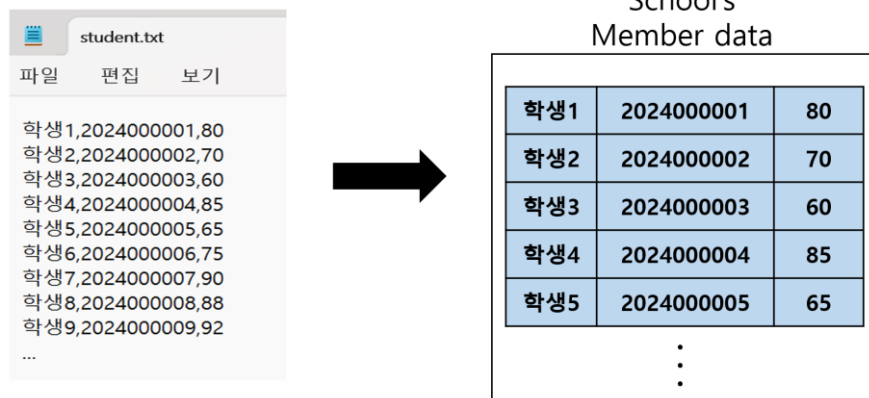 student.txt
파일 편집 보기
학생1,2024000001,80
학생2,2024000002,70
학생3,2024000003,60
학생4,2024000004,85
학생5,2024000005,65
학생6,2024000006,75
학생7,2024000007,90
학생8,2024000008,88
학생9,2024000009,92
...
School's
Member data
학생1 2024000001 80
학생2 2024000002 70
학생3 2024000003 60
학생4 2024000004 85
학생5 2024000005 65